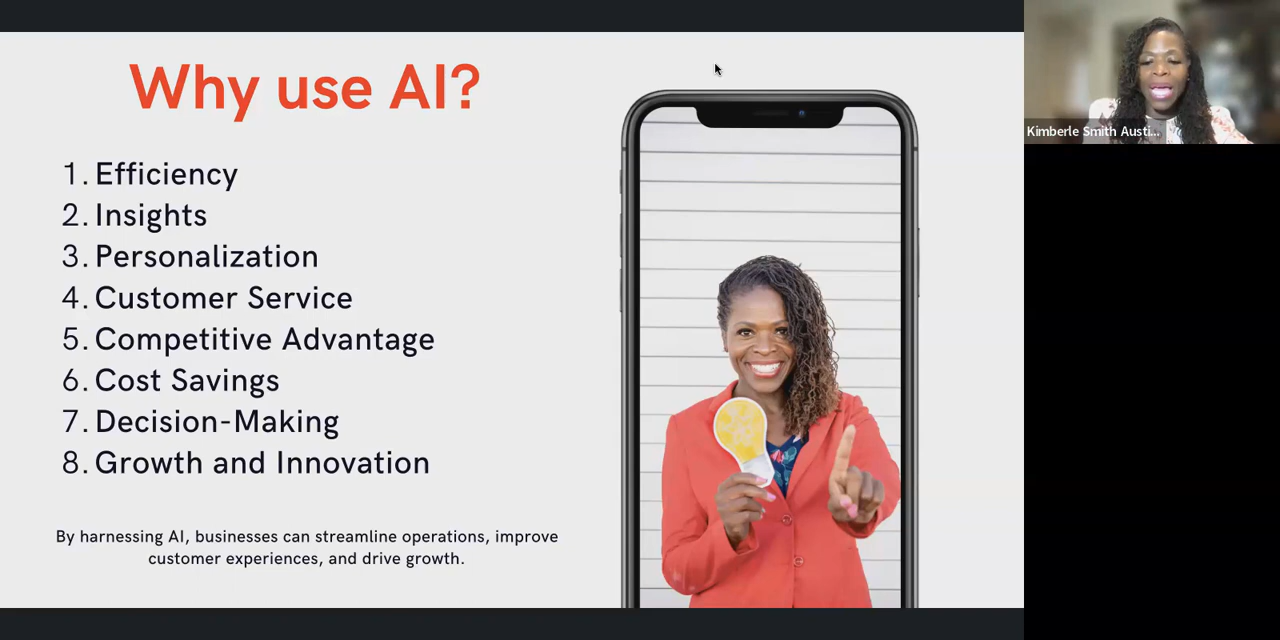 Why use AI?
1. Efficiency
2. Insights
3. Personalization
4. Customer Service
5. Competitive Advantage
6. Cost Savings
7. Decision-Making
8. Growth and Innovation
By harnessing AI, businesses can streamline operations, improve
customer experiences, and drive growth.
Kimberle Smith Austi...